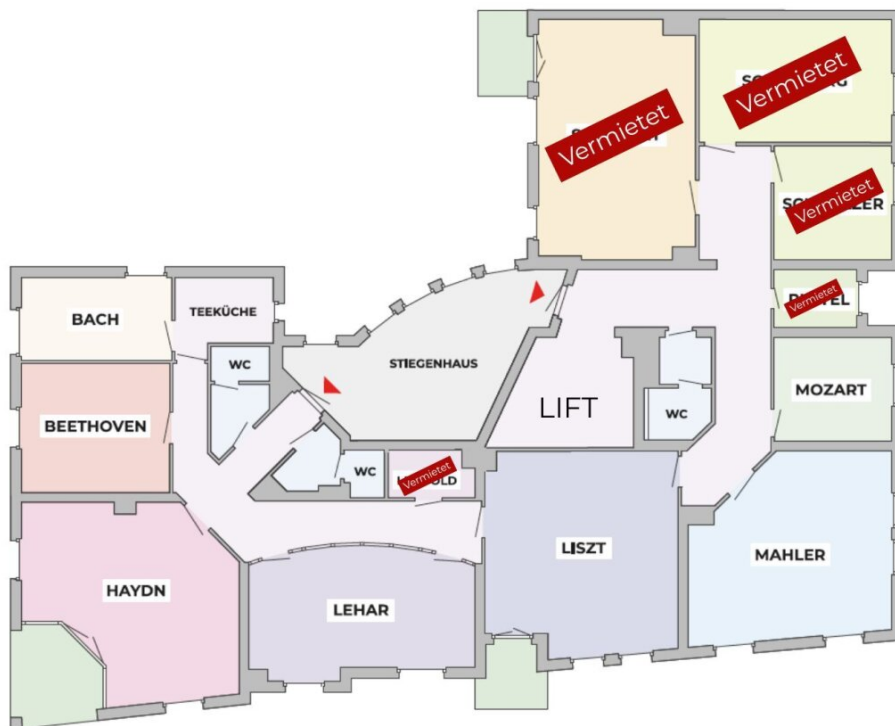 Vermietet
Vermietet
Vermietet
Vermietet
BACH
TEEKÜCHE
WC
STIEGENHAUS
MOZART
LIFT
WC
BEETHOVEN
WC
Vermietet
LISZT
MAHLER
HAYDN
LEHAR